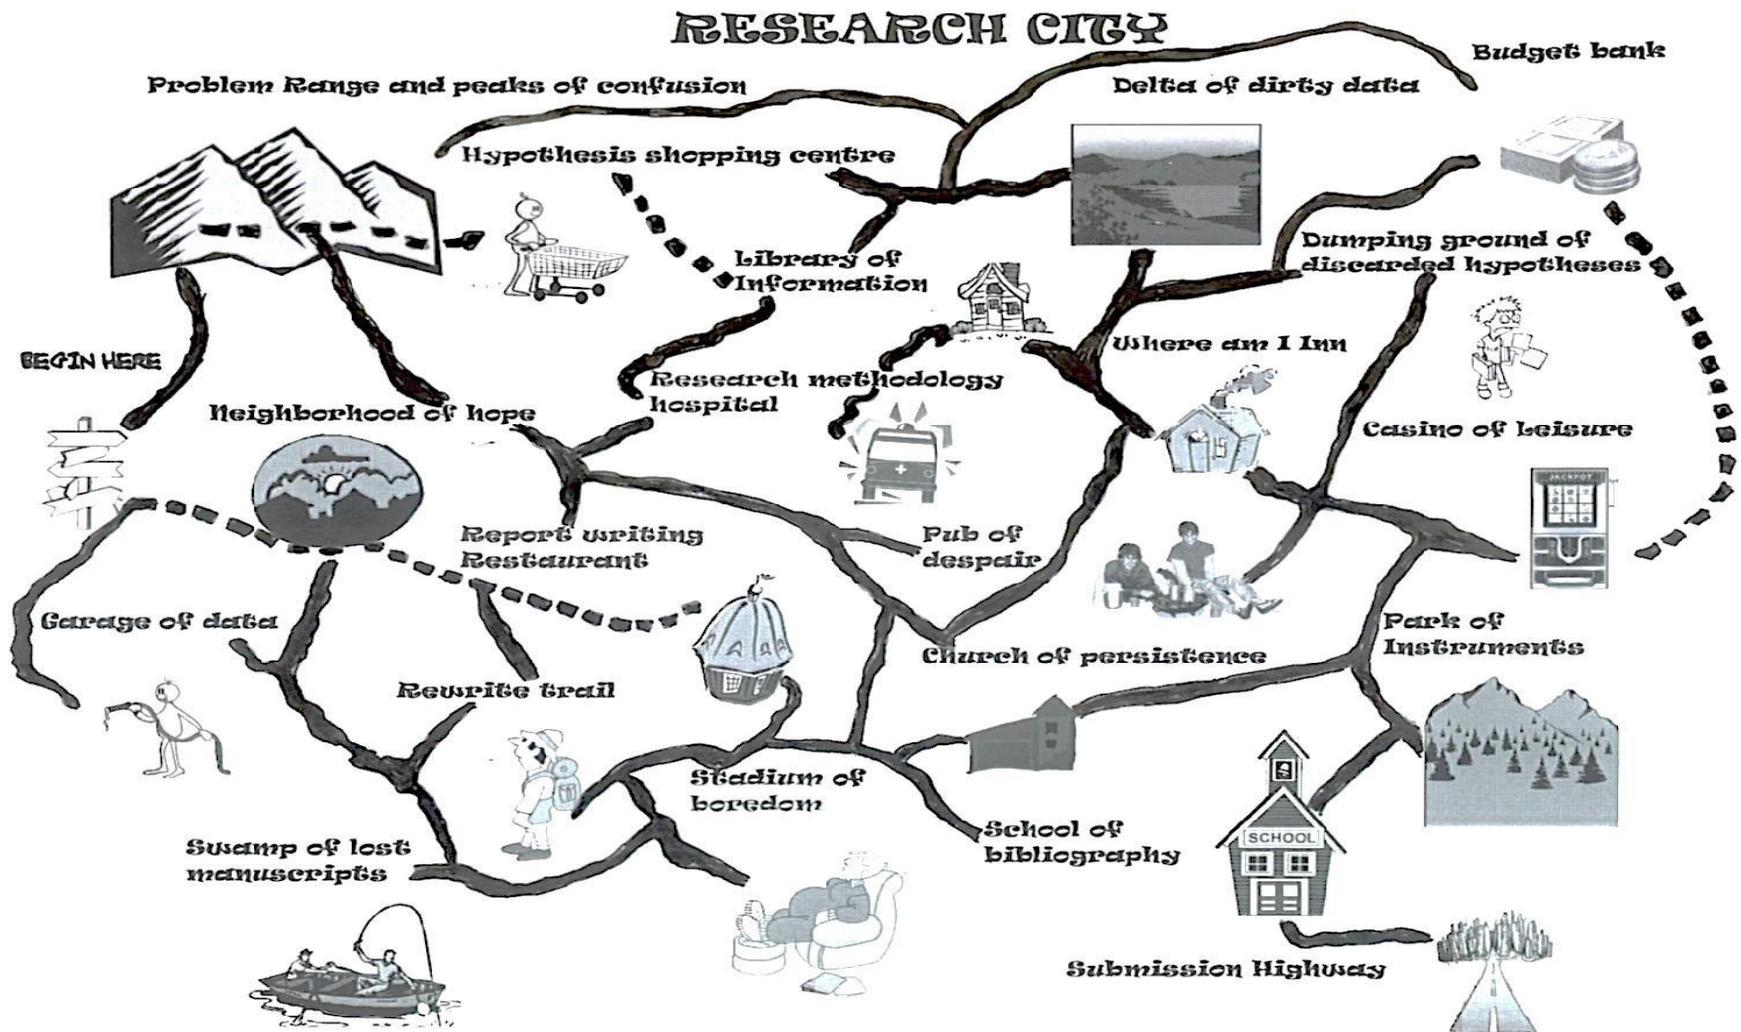 RESEARCH CITY
Budget bank
Problem Range and peaks of confusion
Delta of dirty data
Hypothesis shopping centre
Library of
Information
Dumping ground of
discarded hypotheses
BEGIN HERE
Where am I Inn
Research methodology
hospital
Neighborhood of hope
Casino of Leisure
JACKPOT
Report writing
Restaurant
Pub of
despair
Garage of data
Park of
Instruments
Church of persistence
Rewrite trail
Stadium of
boredom
School of
bibliography
SCHOOL
Swamp of lost
manuscripts
Submission Highway